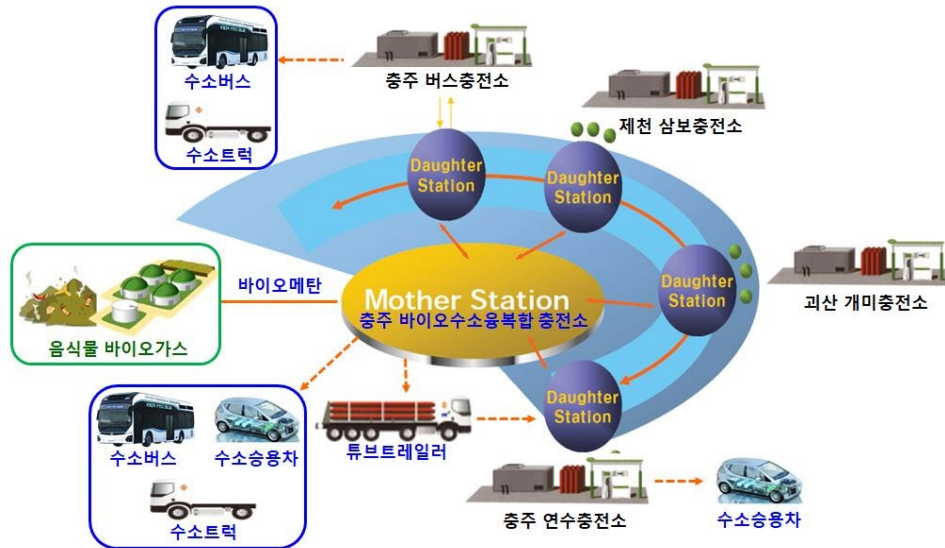 수소버스
수소트럭
충주 버스충전소
제천 삼보충전소
Daughter
Station
Daughter
Station
Daughter
Station
괴산 개미충전소
바이오메탄
음식물 바이오가스
Mother Station
충주 바이오수소융복합 충전소
Daughter
Station
수소버스
수소승용차
수소트럭
튜브트레일러
충주 연수충전소
수소승용차